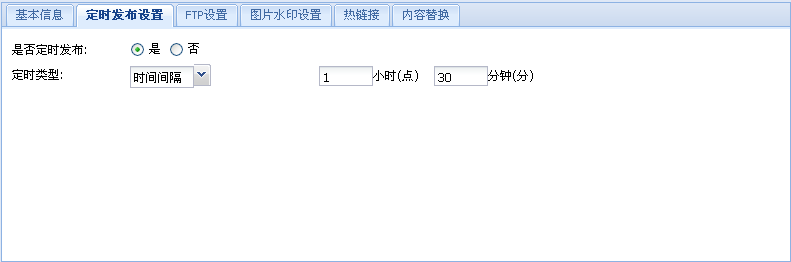 基本信息 定时发布设置 FTP设置 图片水印设置 热链接 内容替换
是否定时发布: 是 否
定时类型: 时间间隔 1 小时(点) 30 分钟(分)